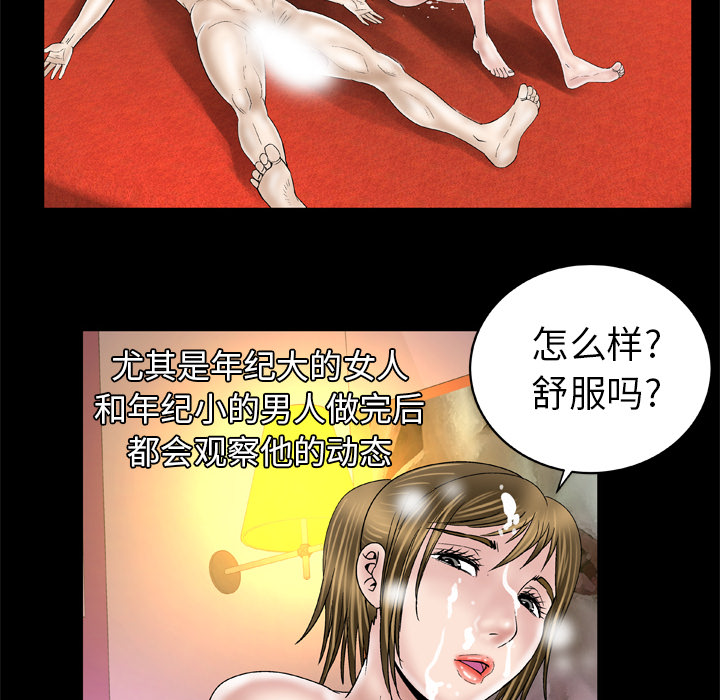 尤其是年纪大的女人
和年纪小的男人做完后
都会观察他的动态
怎么样?
舒服吗?